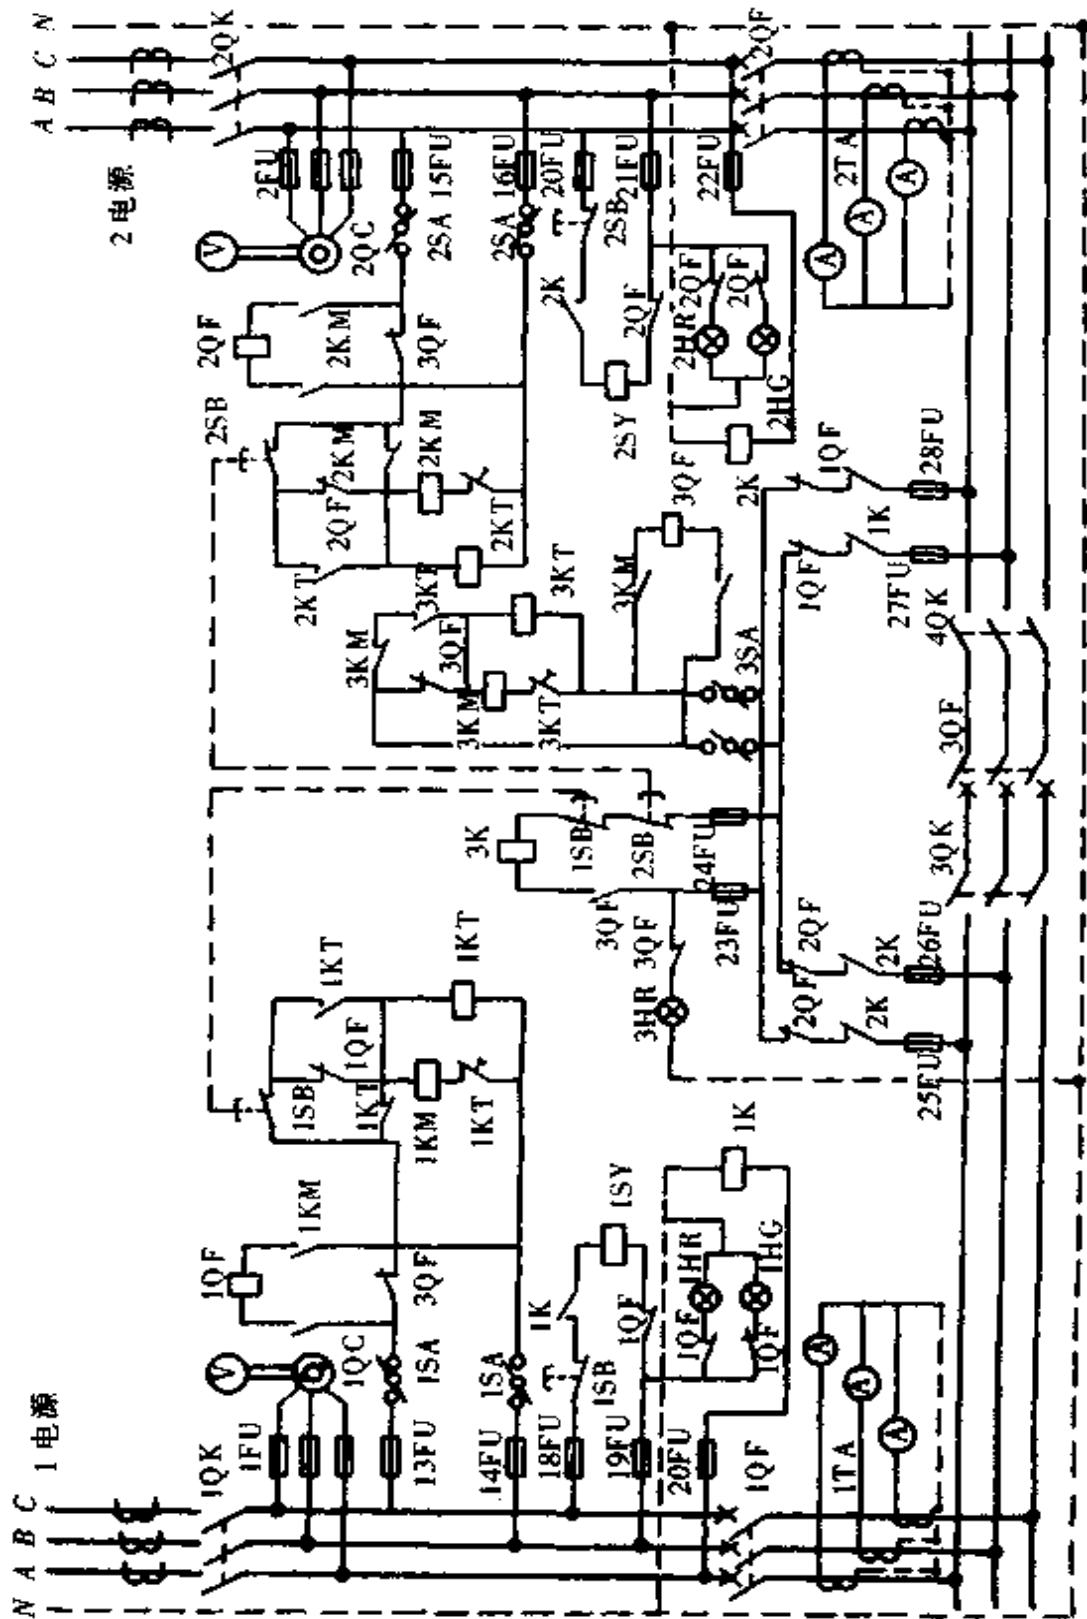 N
A
B
C
1电源
1QK
1FU
V
1QC
13FU
1SA
14FU
1SA
18FU
1SB
1K
19FU
1QF
1SY
20FU
1QF
1QF
1HR
1HG
1K
1QF
1TA
A
A
A
1QF
1KM
3QF
1SB
1KT
1QF
1KT
1KM
1KT
1KT
3K
1SB
2SB
3QF
3QF
3HR
23FU
24FU
2QF
2QF
2K
2K
25FU
26FU
3QK
3QF
4QK
3KM
3KT
3QF
3KM
3KT
3KT
3KM
3QF
3SA
1QF
1QF
1K
27FU
28FU
2SB
2KT
2QF
2KM
2KM
2KT
2QF
2KM
3QF
2电源
A
B
C
N
2QK
2FU
V
2QC
15FU
2SA
16FU
2SA
20FU
2SB
2K
21FU
2QF
2SY
22FU
2QF
2QF
2HR
2HG
2K
2QF
2TA
A
A
A